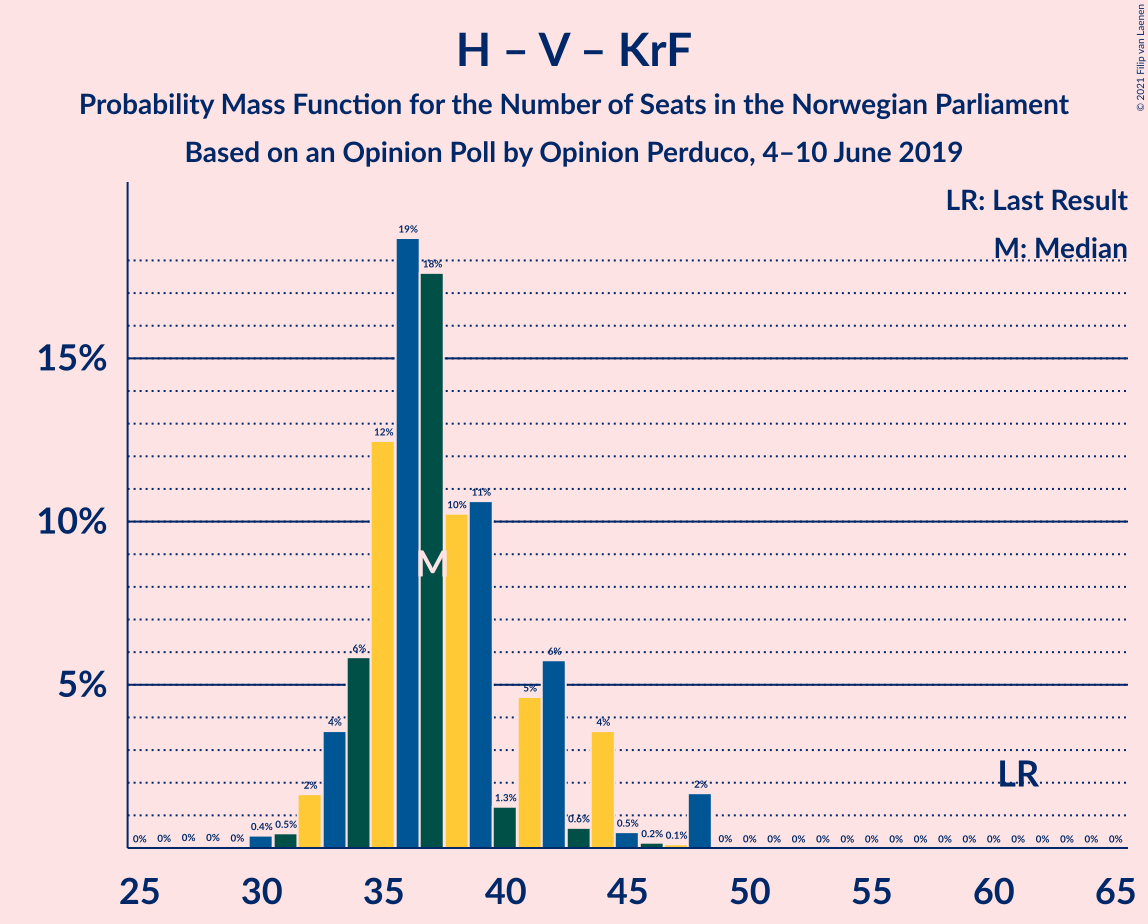 H – V – KrF
Probability Mass Function for the Number of Seats in the Norwegian Parliament
Based on an Opinion Poll by Opinion Perduco, 4–10 June 2019
© 2021 Filip van Laenen
LR: Last Result
M: Median
15%
10%
5%
0% 0% 0% 0% 0% 0.4% 0.5% 2% 4% 6% 12% 19% 18% 10% 11% 1.3% 5% 6% 0.6% 4% 0.5% 0.2% 0.1% 2% 0% 0% 0% 0% 0% 0% 0% 0% 0% 0% 0% 0% 0% 0% 0% 0% 0%
M
LR
25 30 35 40 45 50 55 60 65